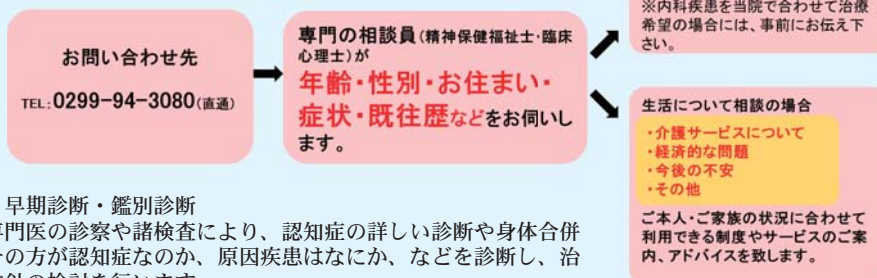 お問い合わせ先
TEL:0299-94-3080(直通)
専門の相談員(精神保健福祉士・臨床
心理士)が
年齢・性別・お住まい・
症状・既往歴などをお伺いし
ます。
※内科疾患を当院で合わせて治療
希望の場合には、事前にお伝え下
さい。
生活について相談の場合
・介護サービスについて
・経済的な問題
・今後の不安
・その他
ご本人・ご家族の状況に合わせて
利用できる制度やサービスのご案
内、アドバイスを致します。
早期診断・鑑別診断
専門医の診察や諸検査により、認知症の詳しい診断や身体合併
その方が認知症なのか、原因疾患はなにか、などを診断し、治